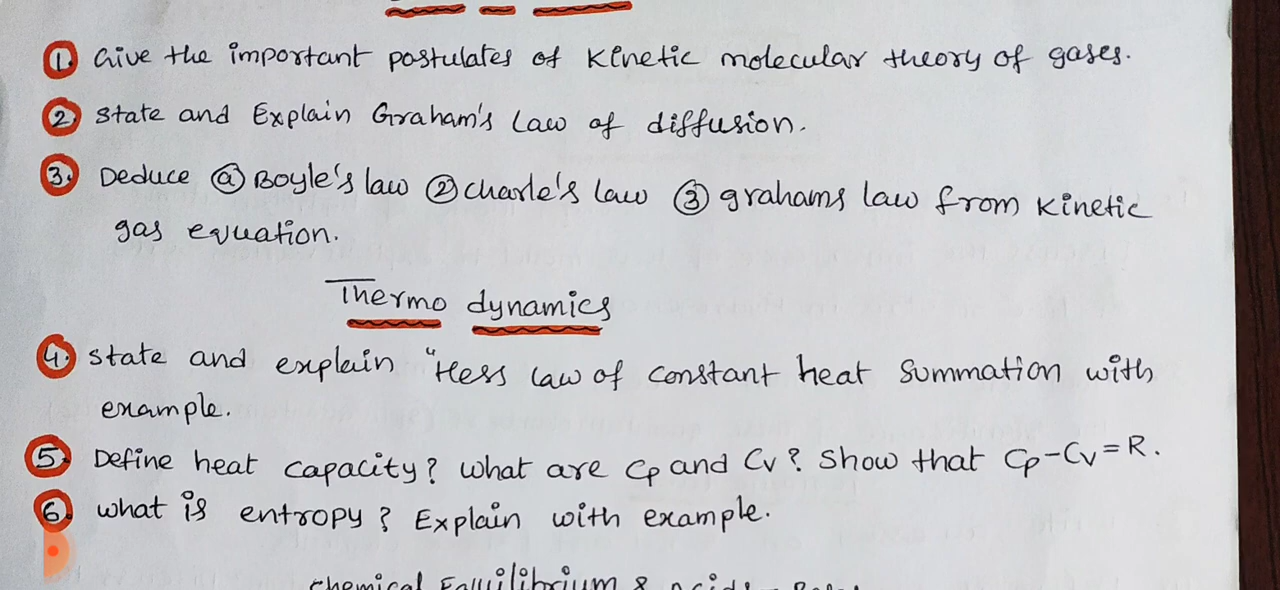 1. Give the important postulates of Kinetic molecular theory of gases.
2. State and Explain Graham's Law of diffusion.
3. Deduce ⓐ Boyle's law ② charle's law ③ grahams law from Kinetic
gas equation.
Thermo dynamics
4. State and explain "Hess law of constant heat Summation with
example.
5. Define heat capacity? what are Cp and Cv? Show that Cp-Cv=R.
6. what is entropy? Explain with example.
chemical Equilibrium & acids